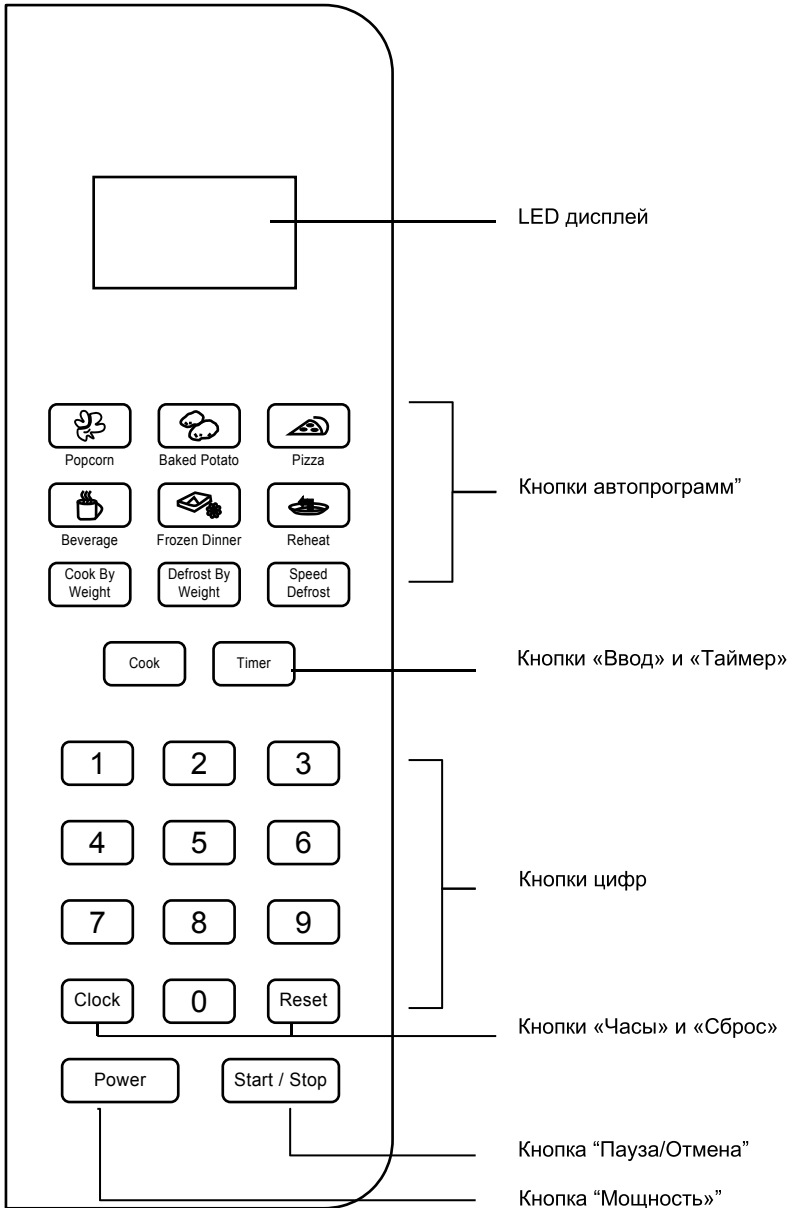 LED дисплей
Popcorn Baked Potato Pizza
Кнопки автопрограмм”
Beverage Frozen Dinner Reheat
Cook By Defrost By Speed
Weight Weight Defrost
Cook Timer
Кнопки «Ввод» и «Таймер»
1 2 3
4 5 6
Кнопки цифр
7 8 9
Clock 0 Reset
Кнопки «Часы» и «Сброс»
Power Start / Stop
Кнопка “Пауза/Отмена”
Кнопка “Мощность»”